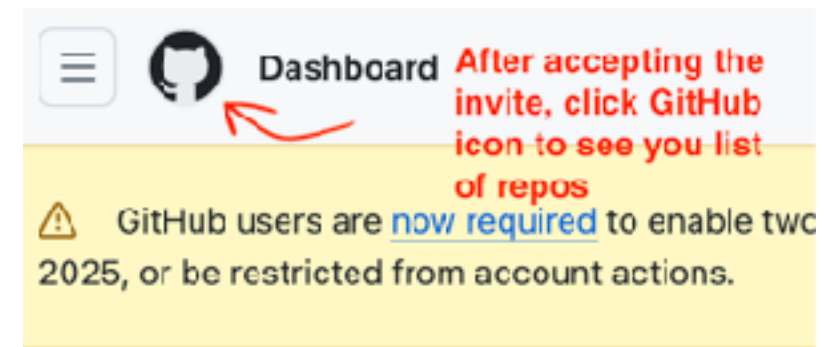 Dashboard
After accepting the
invite, click GitHub
icon to see you list
of repos
GitHub users are now required to enable two
2025, or be restricted from account actions.